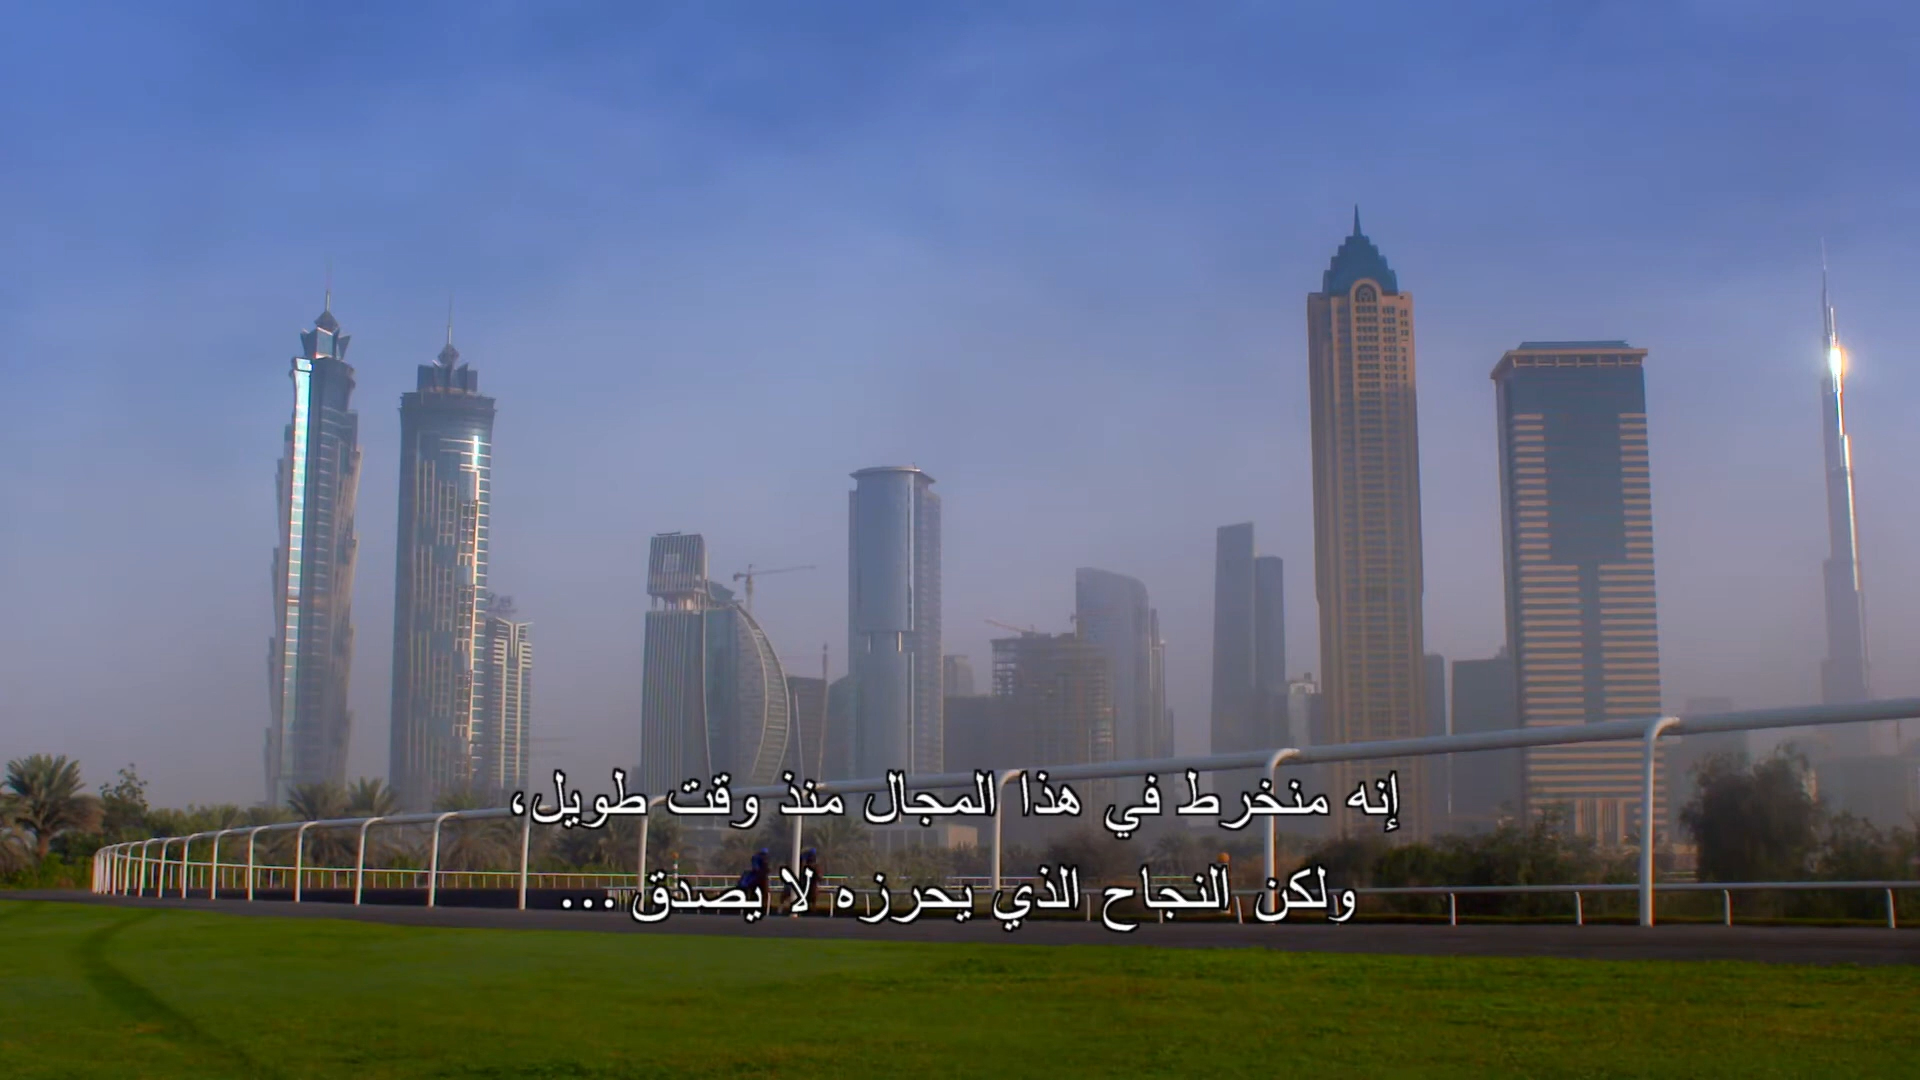 إنه منخرط في هذا المجال منذ وقت طويل،
ولكن النجاح الذي يحرزه لا يصدق...